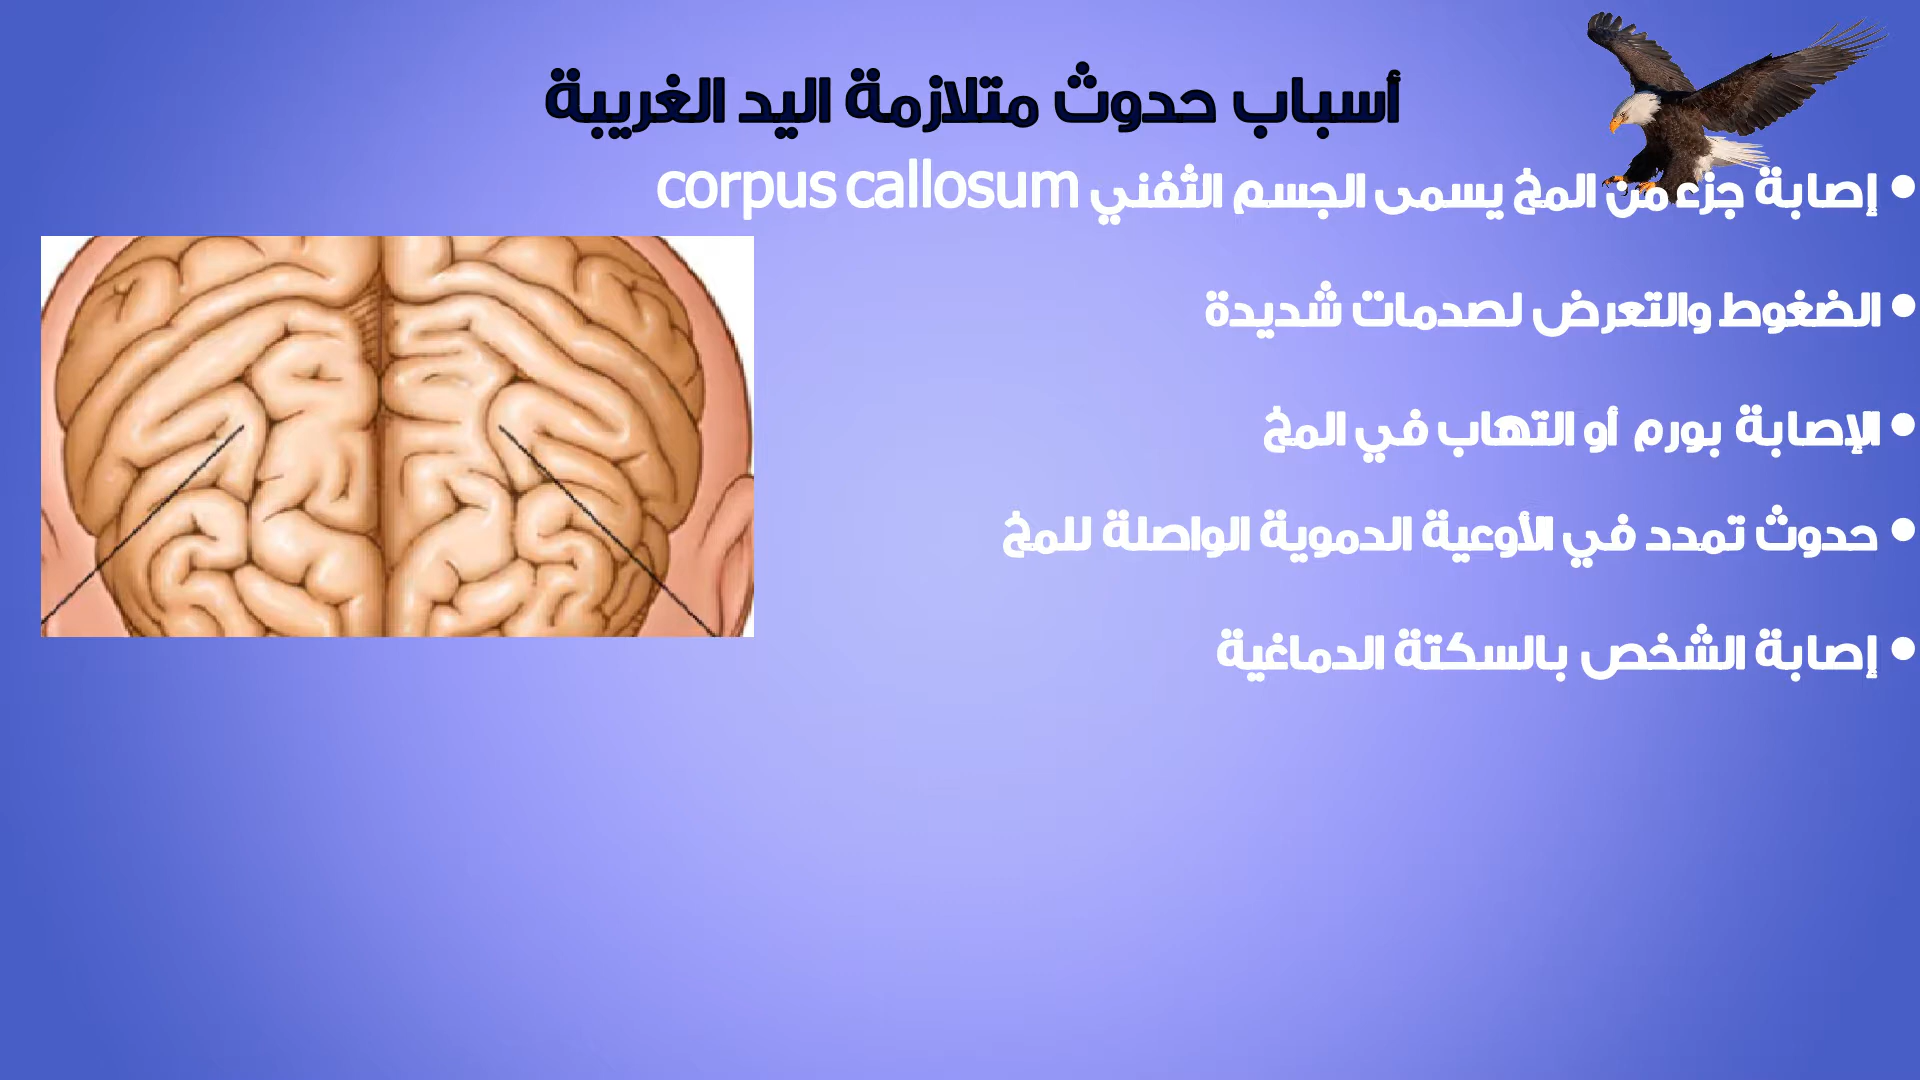 أسباب حدوث متلازمة اليد الغريبة
• إصابة جزء من المخ يسمى الجسم الثفني corpus callosum
• الضغوط والتعرض لصدمات شديدة
• الإصابة بورم أو التهاب في المخ
• حدوث تمدد في الأوعية الدموية الواصلة للمخ
• إصابة الشخص بالسكتة الدماغية